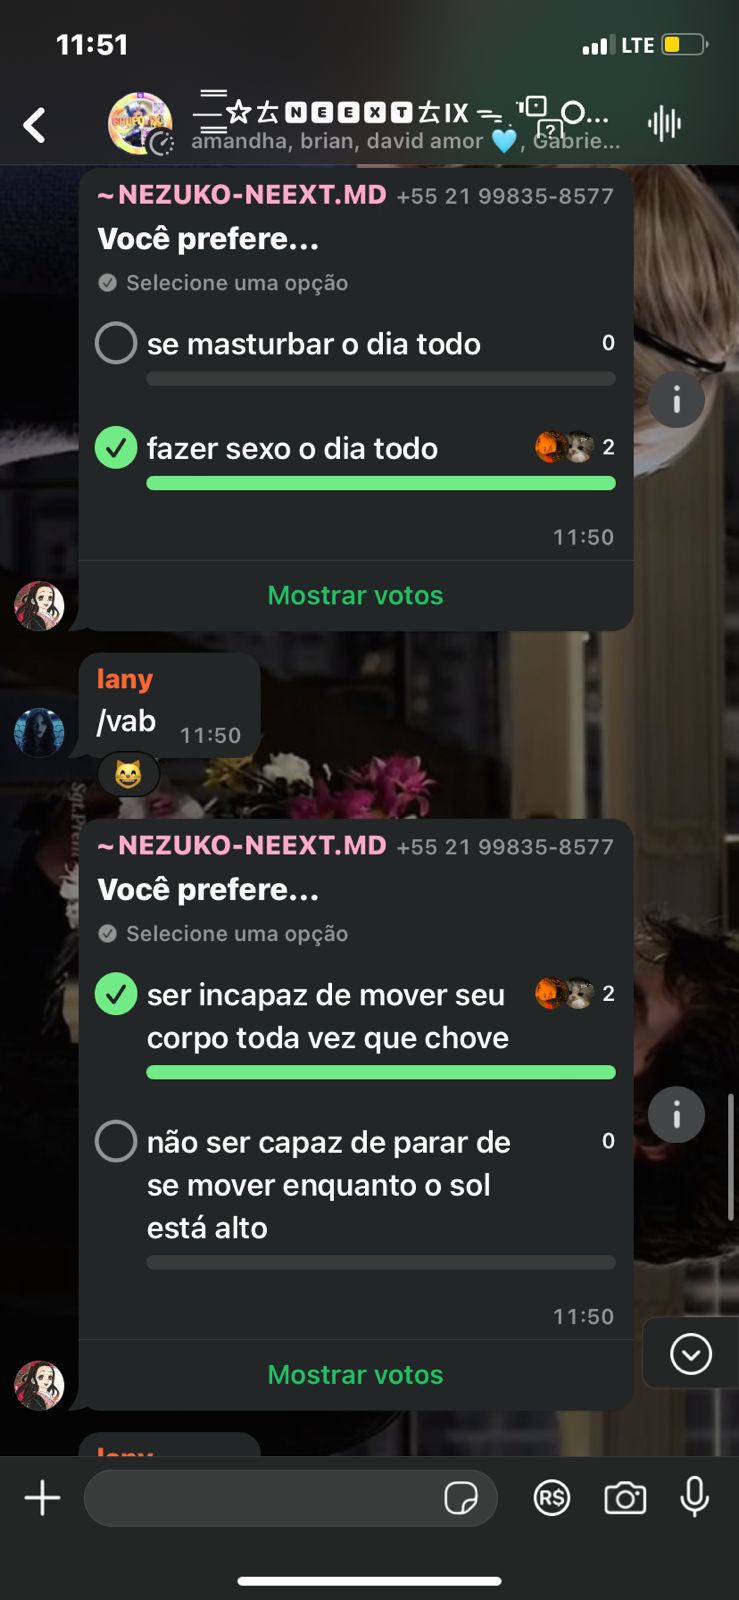 11:51
LTE
☆去🅽🅴🅴🆇🆃去IX
amandha, brian, david amor 🩵, Gabrie...
~NEZUKO-NEEXT.MD +55 21 99835-8577
Você prefere...
Selecione uma opção
se masturbar o dia todo 0
fazer sexo o dia todo 2
11:50
Mostrar votos
lany
/vab 11:50
~NEZUKO-NEEXT.MD +55 21 99835-8577
Você prefere...
Selecione uma opção
ser incapaz de mover seu 2
corpo toda vez que chove
não ser capaz de parar de 0
se mover enquanto o sol
está alto
11:50
Mostrar votos
lany
R$